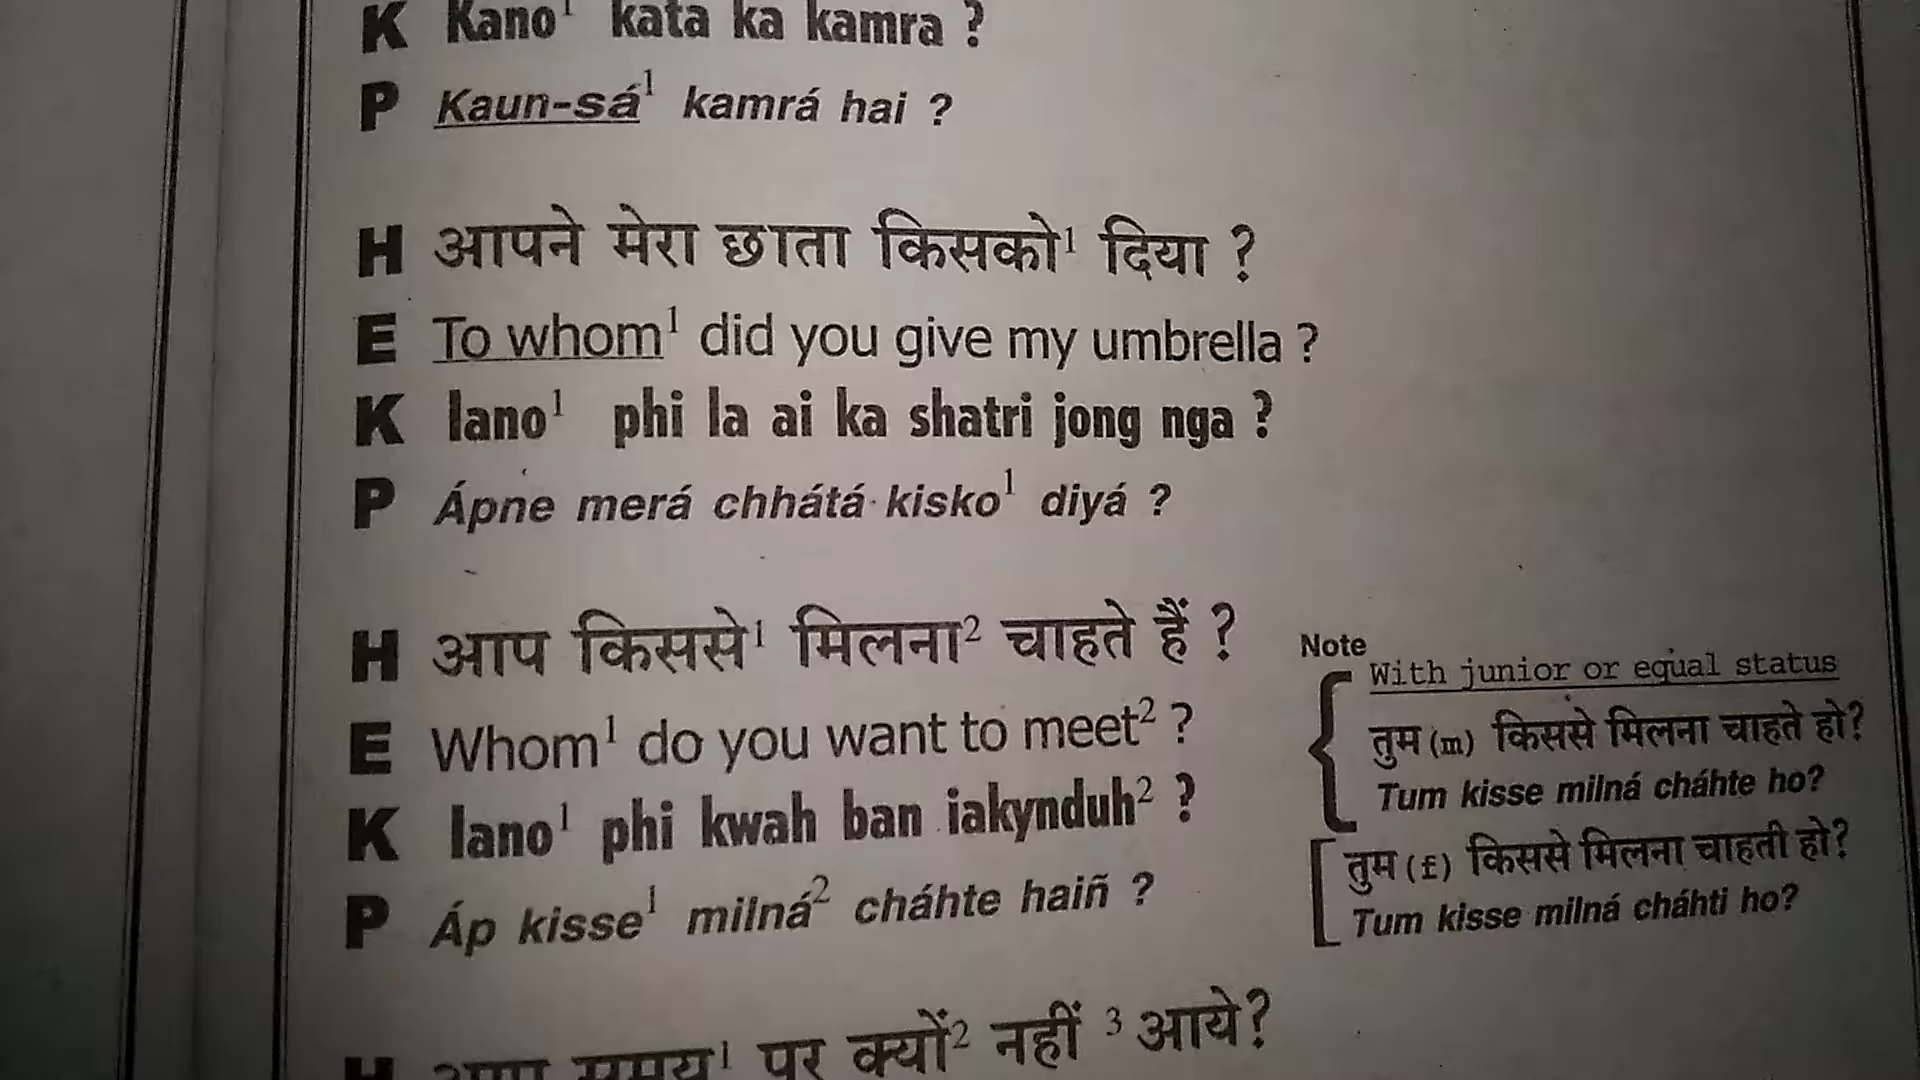 K Kano¹ kata ka kamra ?
P Kaun-sá¹ kamrá hai ?
H आपने मेरा छाता किसको¹ दिया ?
E To whom¹ did you give my umbrella ?
K Iano¹ phi la ai ka shatri jong nga ?
P Ápne merá chhátá kisko¹ diyá ?
H आप किससे¹ मिलना² चाहते हैं ?
E Whom¹ do you want to meet² ?
K Iano¹ phi kwah ban iakynduh² ?
P Áp kisse¹ milná² cháhte haiñ ?
Note
With junior or equal status
तुम (m) किससे मिलना चाहते हो?
Tum kisse milná cháhte ho?
तुम (f) किससे मिलना चाहती हो?
Tum kisse milná cháhti ho?
H आप समय¹ पर क्यों² नहीं ³ आये?